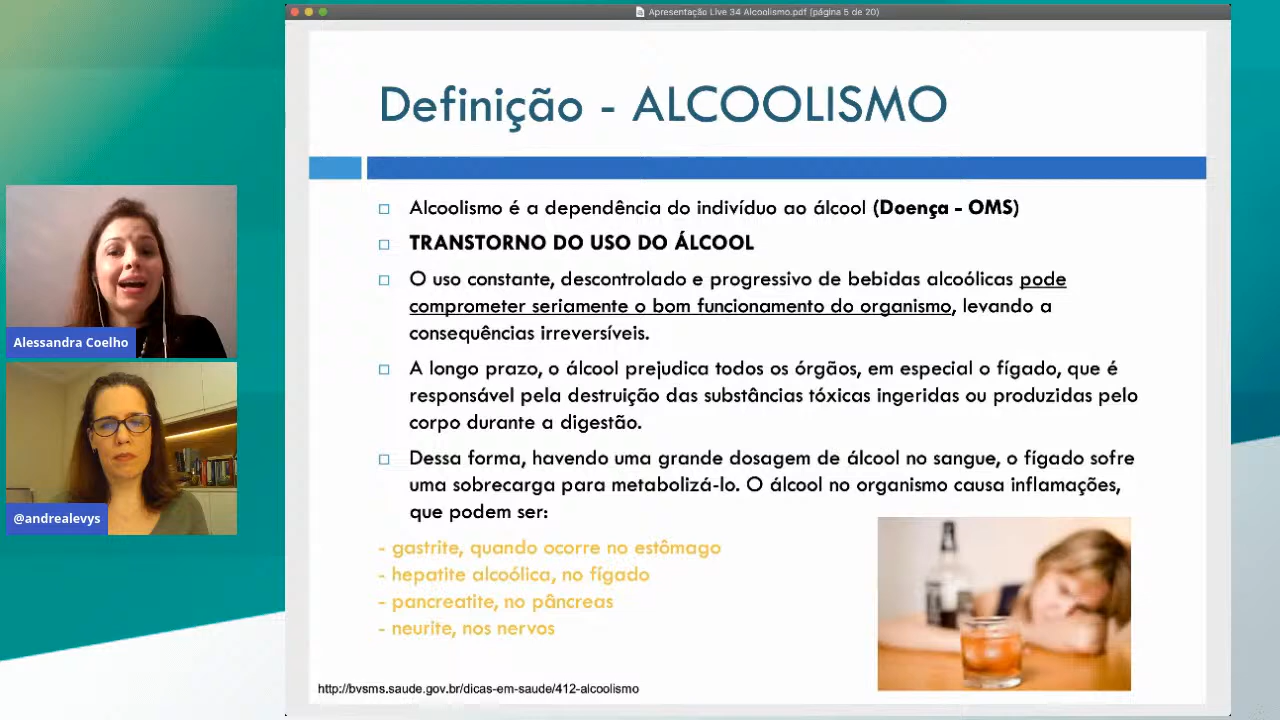 Apresentação Live 34 Alcoolismo.pdf (página 5 de 20)
Definição - ALCOOLISMO
Alcoolismo é a dependência do indivíduo ao álcool (Doença - OMS)
TRANSTORNO DO USO DO ÁLCOOL
O uso constante, descontrolado e progressivo de bebidas alcoólicas pode
comprometer seriamente o bom funcionamento do organismo, levando a
consequências irreversíveis.
A longo prazo, o álcool prejudica todos os órgãos, em especial o fígado, que é
responsável pela destruição das substâncias tóxicas ingeridas ou produzidas pelo
corpo durante a digestão.
Dessa forma, havendo uma grande dosagem de álcool no sangue, o fígado sofre
uma sobrecarga para metabolizá-lo. O álcool no organismo causa inflamações,
que podem ser:
- gastrite, quando ocorre no estômago
- hepatite alcoólica, no fígado
- pancreatite, no pâncreas
- neurite, nos nervos
http://bvsms.saude.gov.br/dicas-em-saude/412-alcoolismo
Alessandra Coelho
@andrealevys